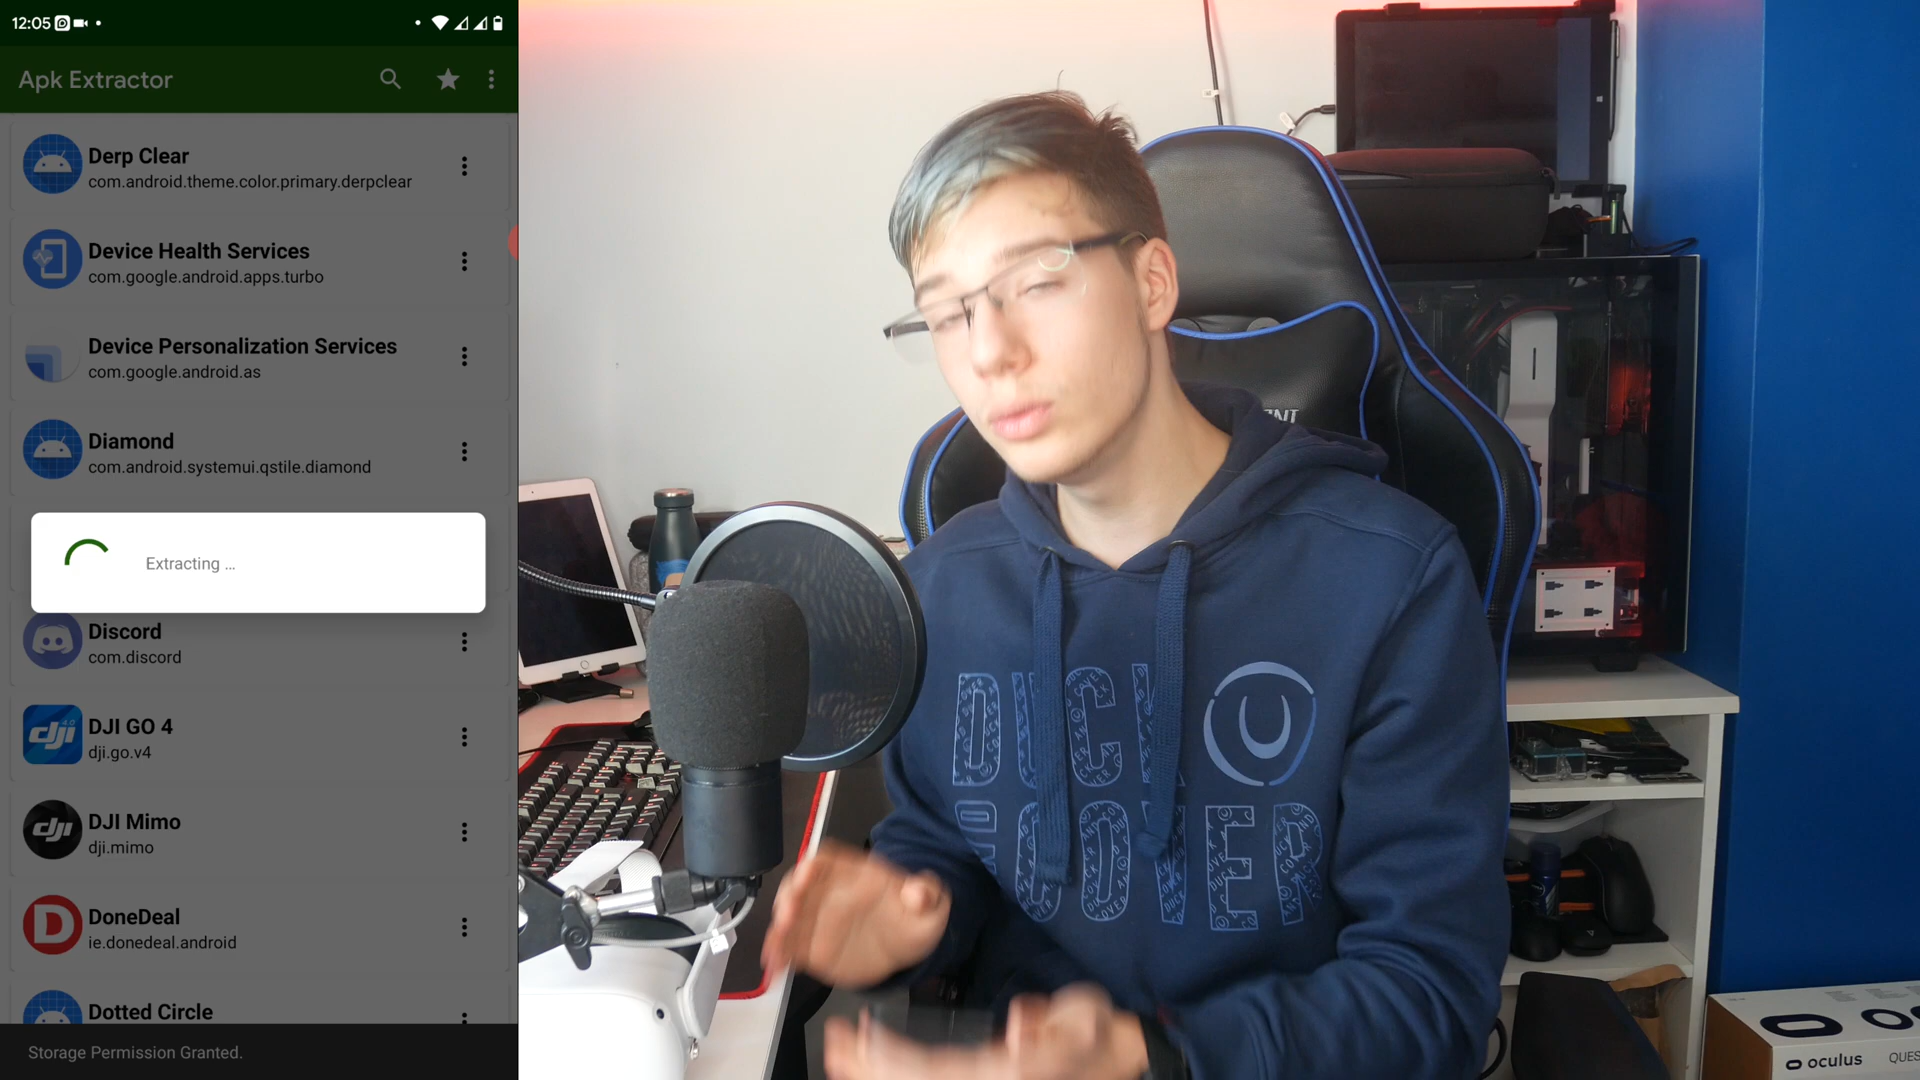 12:05
Apk Extractor
Derp Clear
com.android.theme.color.primary.derpclear
Device Health Services
com.google.android.apps.turbo
Device Personalization Services
com.google.android.as
Diamond
com.android.systemui.qstile.diamond
Extracting ...
Discord
com.discord
DJI GO 4
dji.go.v4
DJI Mimo
dji.mimo
DoneDeal
ie.donedeal.android
Dotted Circle
Storage Permission Granted.
DUCK
COVER
oculus QUES